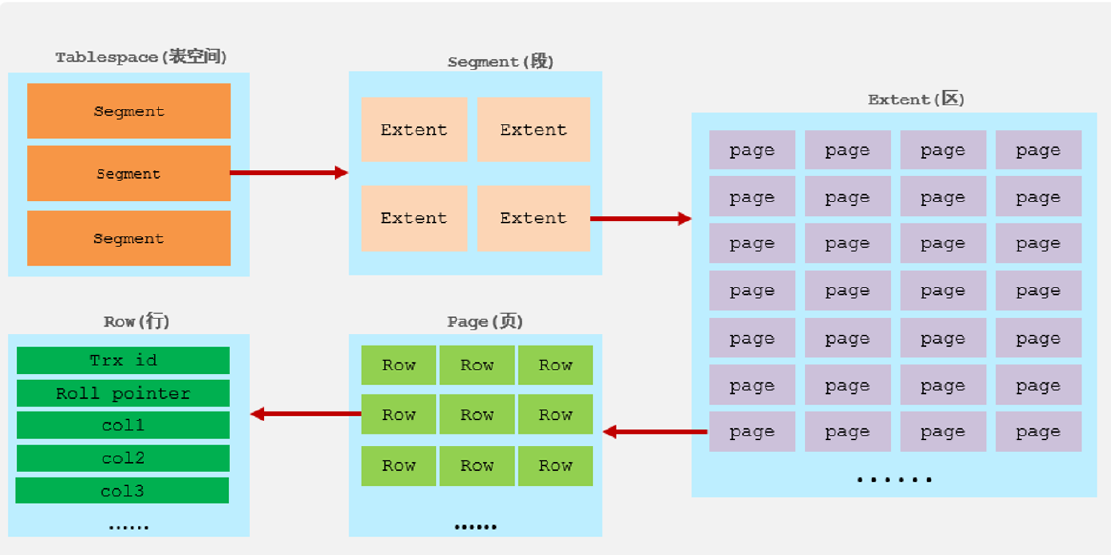 Tablespace(表空间)
Segment
Segment
Segment
Segment(段)
Extent Extent
Extent Extent
Extent(区)
page page page page
page page page page
page page page page
page page page page
page page page page
page page page page
page page page page
......
Row(行)
Trx id
Roll pointer
col1
col2
col3
......
Page(页)
Row Row Row
Row Row Row
Row Row Row
......